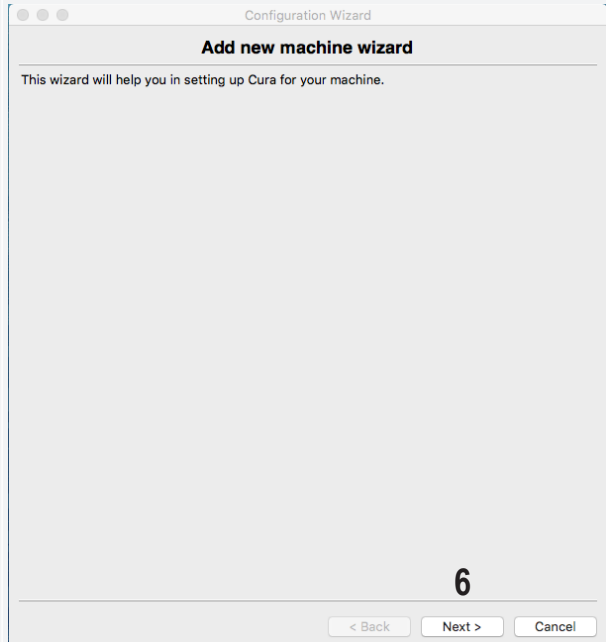 Configuration Wizard
Add new machine wizard
This wizard will help you in setting up Cura for your machine.
6
< Back Next > Cancel